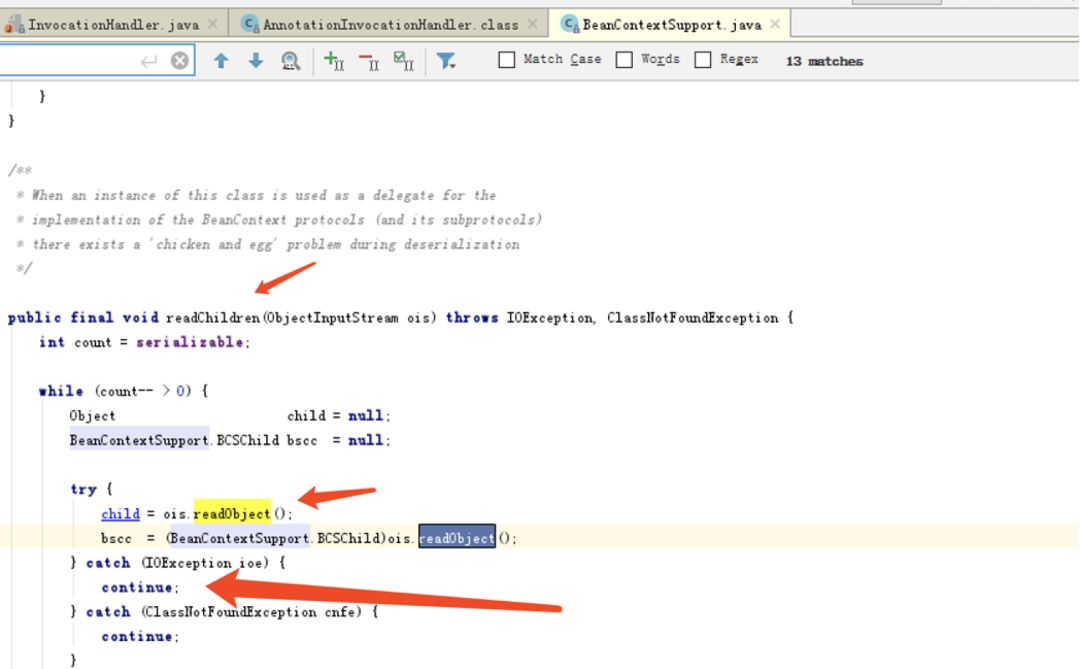 InvocationHandler.java AnnotationInvocationHandler.class BeanContextSupport.java
Match Case Words Regex 13 matches
}
}
/**
* When an instance of this class is used as a delegate for the
* implementation of the BeanContext protocols (and its subprotocols)
* there exists a 'chicken and egg' problem during deserialization
*/
public final void readChildren(ObjectInputStream ois) throws IOException, ClassNotFoundException {
int count = serializable;
while (count-- > 0) {
Object child = null;
BeanContextSupport.BCSChild bscc = null;
try {
child = ois.readObject();
bscc = (BeanContextSupport.BCSChild)ois.readObject();
} catch (IOException ioe) {
continue;
} catch (ClassNotFoundException cnfe) {
continue;
}